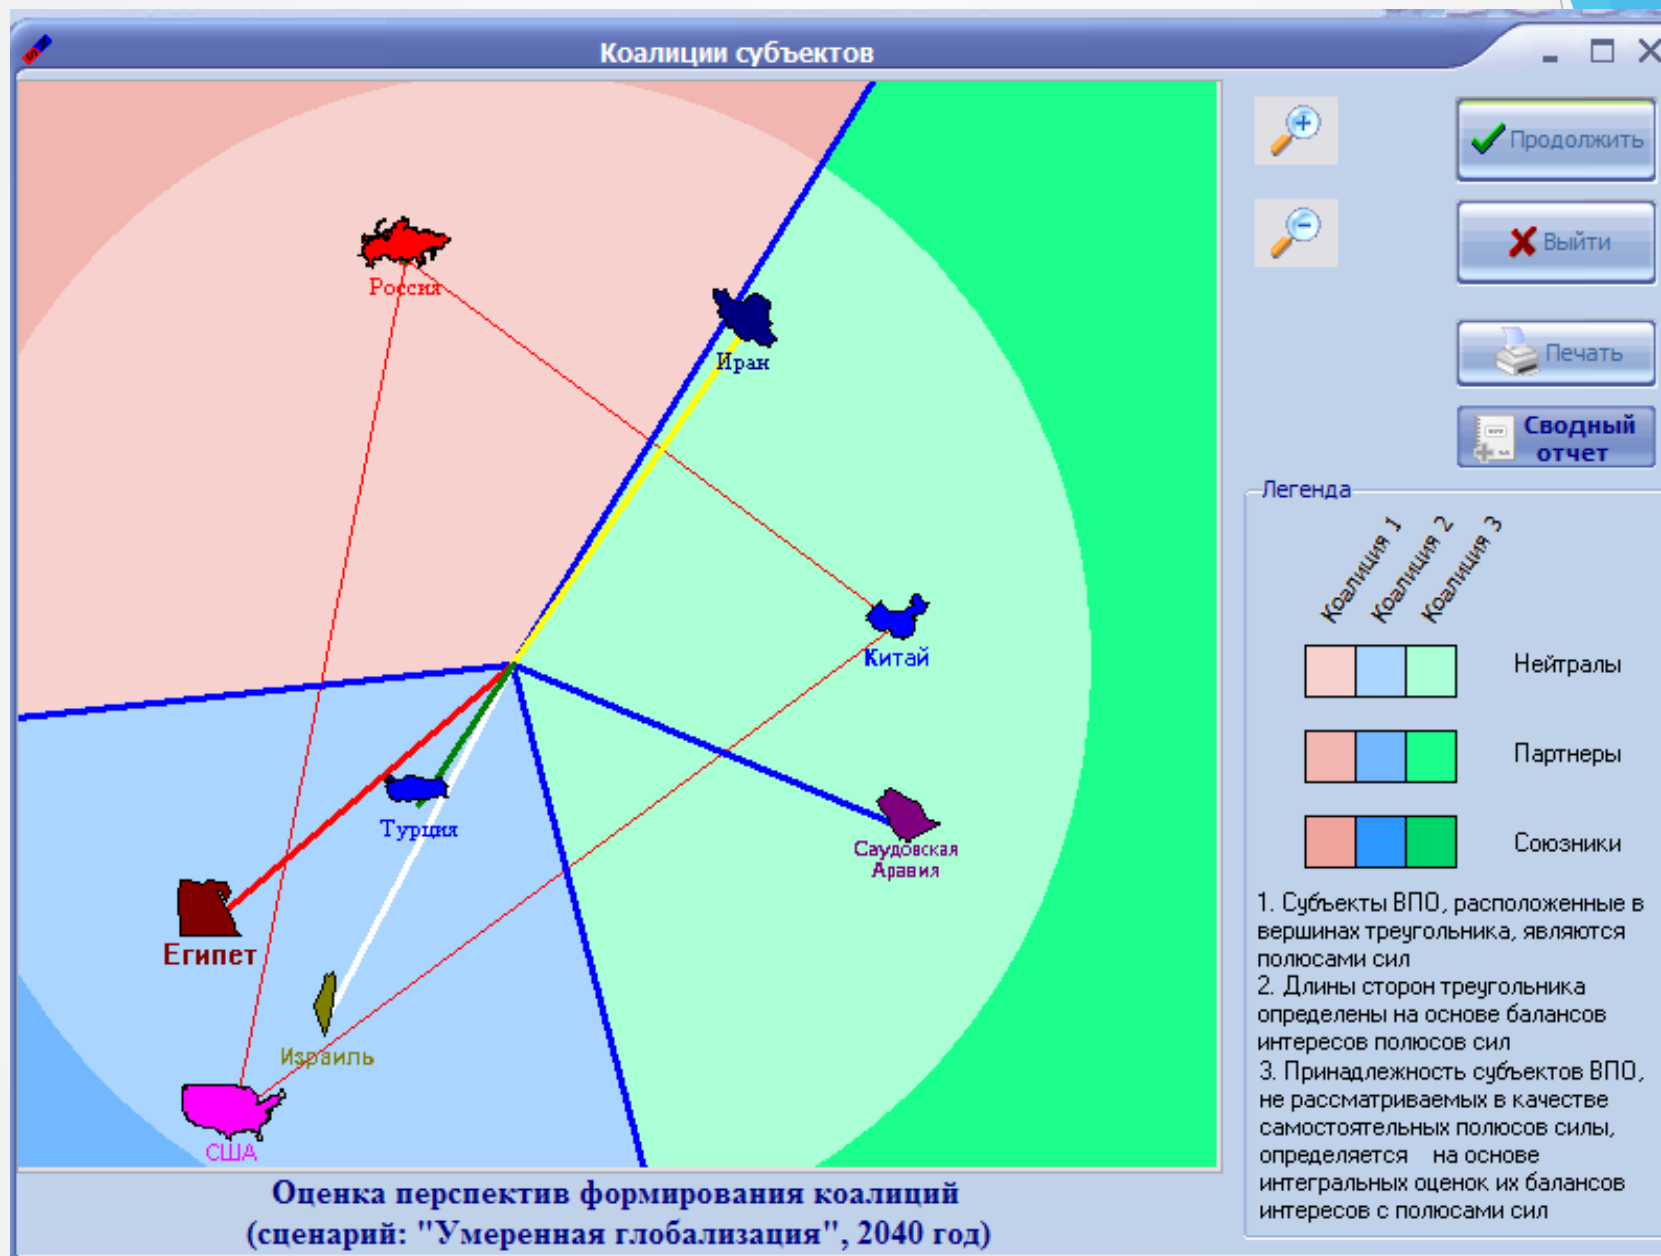 Коалиции субъектов
Россия
Иран
Китай
Турция
Саудовская
Аравия
Египет
Израиль
США
Оценка перспектив формирования коалиций
(сценарий: "Умеренная глобализация", 2040 год)
Продолжить
Выйти
Печать
Сводный
отчет
Легенда
Коалиция 1
Коалиция 2
Коалиция 3
Нейтралы
Партнеры
Союзники
1. Субъекты ВПО, расположенные в
вершинах треугольника, являются
полюсами сил
2. Длины сторон треугольника
определены на основе балансов
интересов полюсов сил
3. Принадлежность субъектов ВПО,
не рассматриваемых в качестве
самостоятельных полюсов силы,
определяется на основе
интегральных оценок их балансов
интересов с полюсами сил